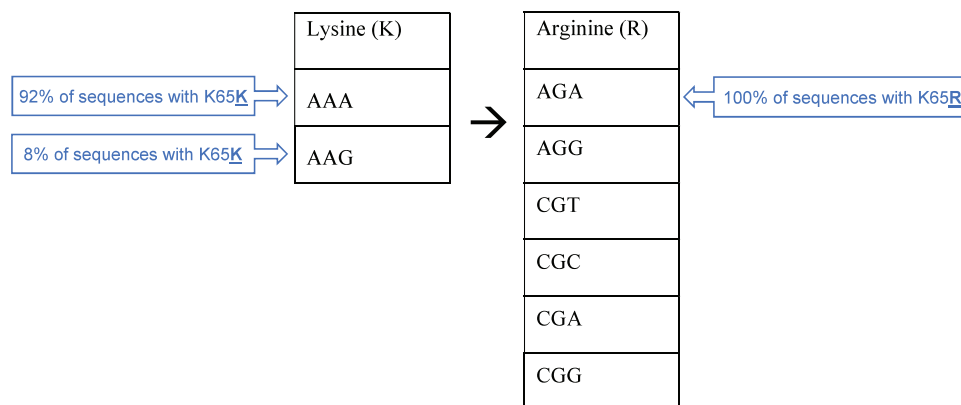 Lysine (K)
Arginine (R)
92% of sequences with K65K
AAA
AGA
100% of sequences with K65R
8% of sequences with K65K
AAG
AGG
CGT
CGC
CGA
CGG